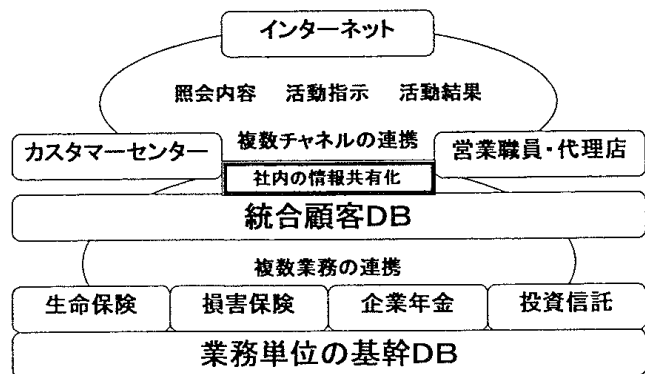 インターネット
照会内容 活動指示 活動結果
複数チャネルの連携
カスタマーセンター
営業職員・代理店
社内の情報共有化
統合顧客DB
複数業務の連携
生命保険 損害保険 企業年金 投資信託
業務単位の基幹DB